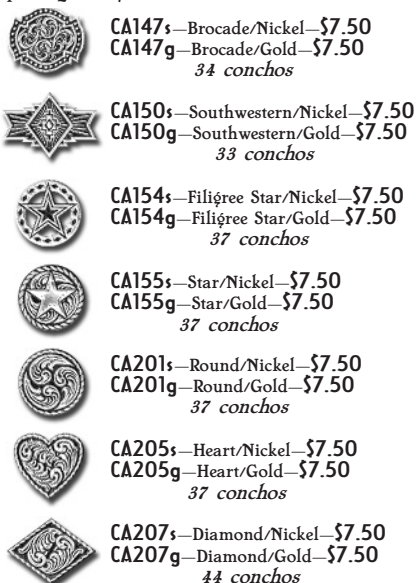 CA147s—Brocade/Nickel—$7.50
CA147g—Brocade/Gold—$7.50
34 conchos
CA150s—Southwestern/Nickel—$7.50
CA150g—Southwestern/Gold—$7.50
33 conchos
CA154s—Filigree Star/Nickel—$7.50
CA154g—Filigree Star/Gold—$7.50
37 conchos
CA155s—Star/Nickel—$7.50
CA155g—Star/Gold—$7.50
37 conchos
CA201s—Round/Nickel—$7.50
CA201g—Round/Gold—$7.50
37 conchos
CA205s—Heart/Nickel—$7.50
CA205g—Heart/Gold—$7.50
37 conchos
CA207s—Diamond/Nickel—$7.50
CA207g—Diamond/Gold—$7.50
44 conchos